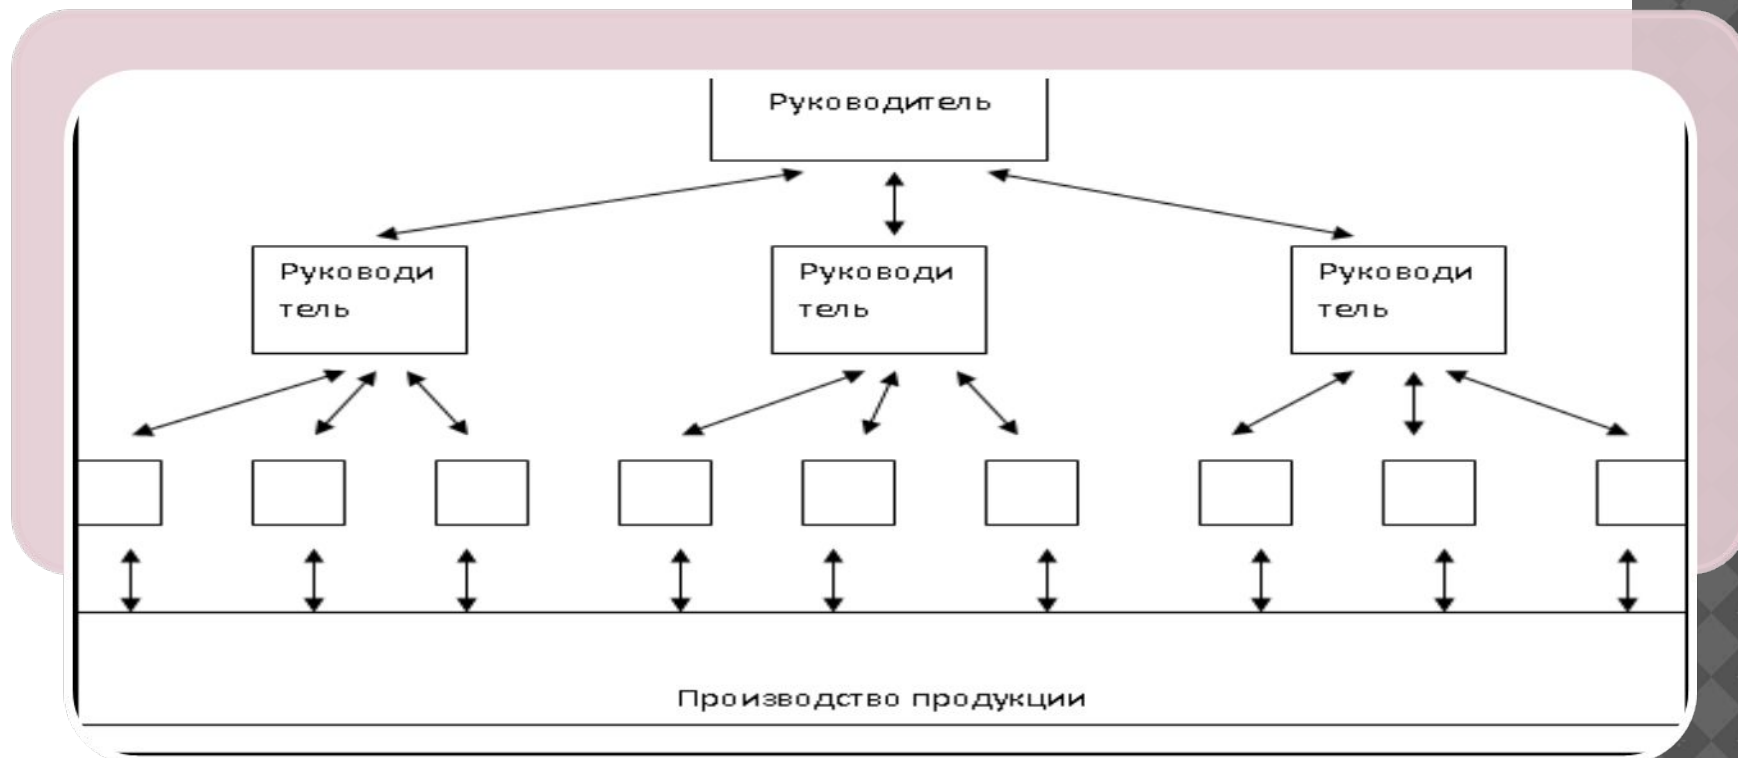 Руководитель
Руководи
тель
Руководи
тель
Руководи
тель
Производство продукции